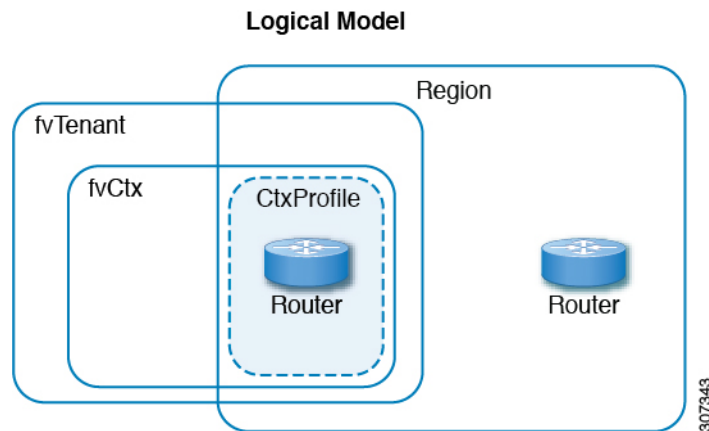 Logical Model
Region
fvTenant
fvCtx
CtxProfile
Router
Router
307343